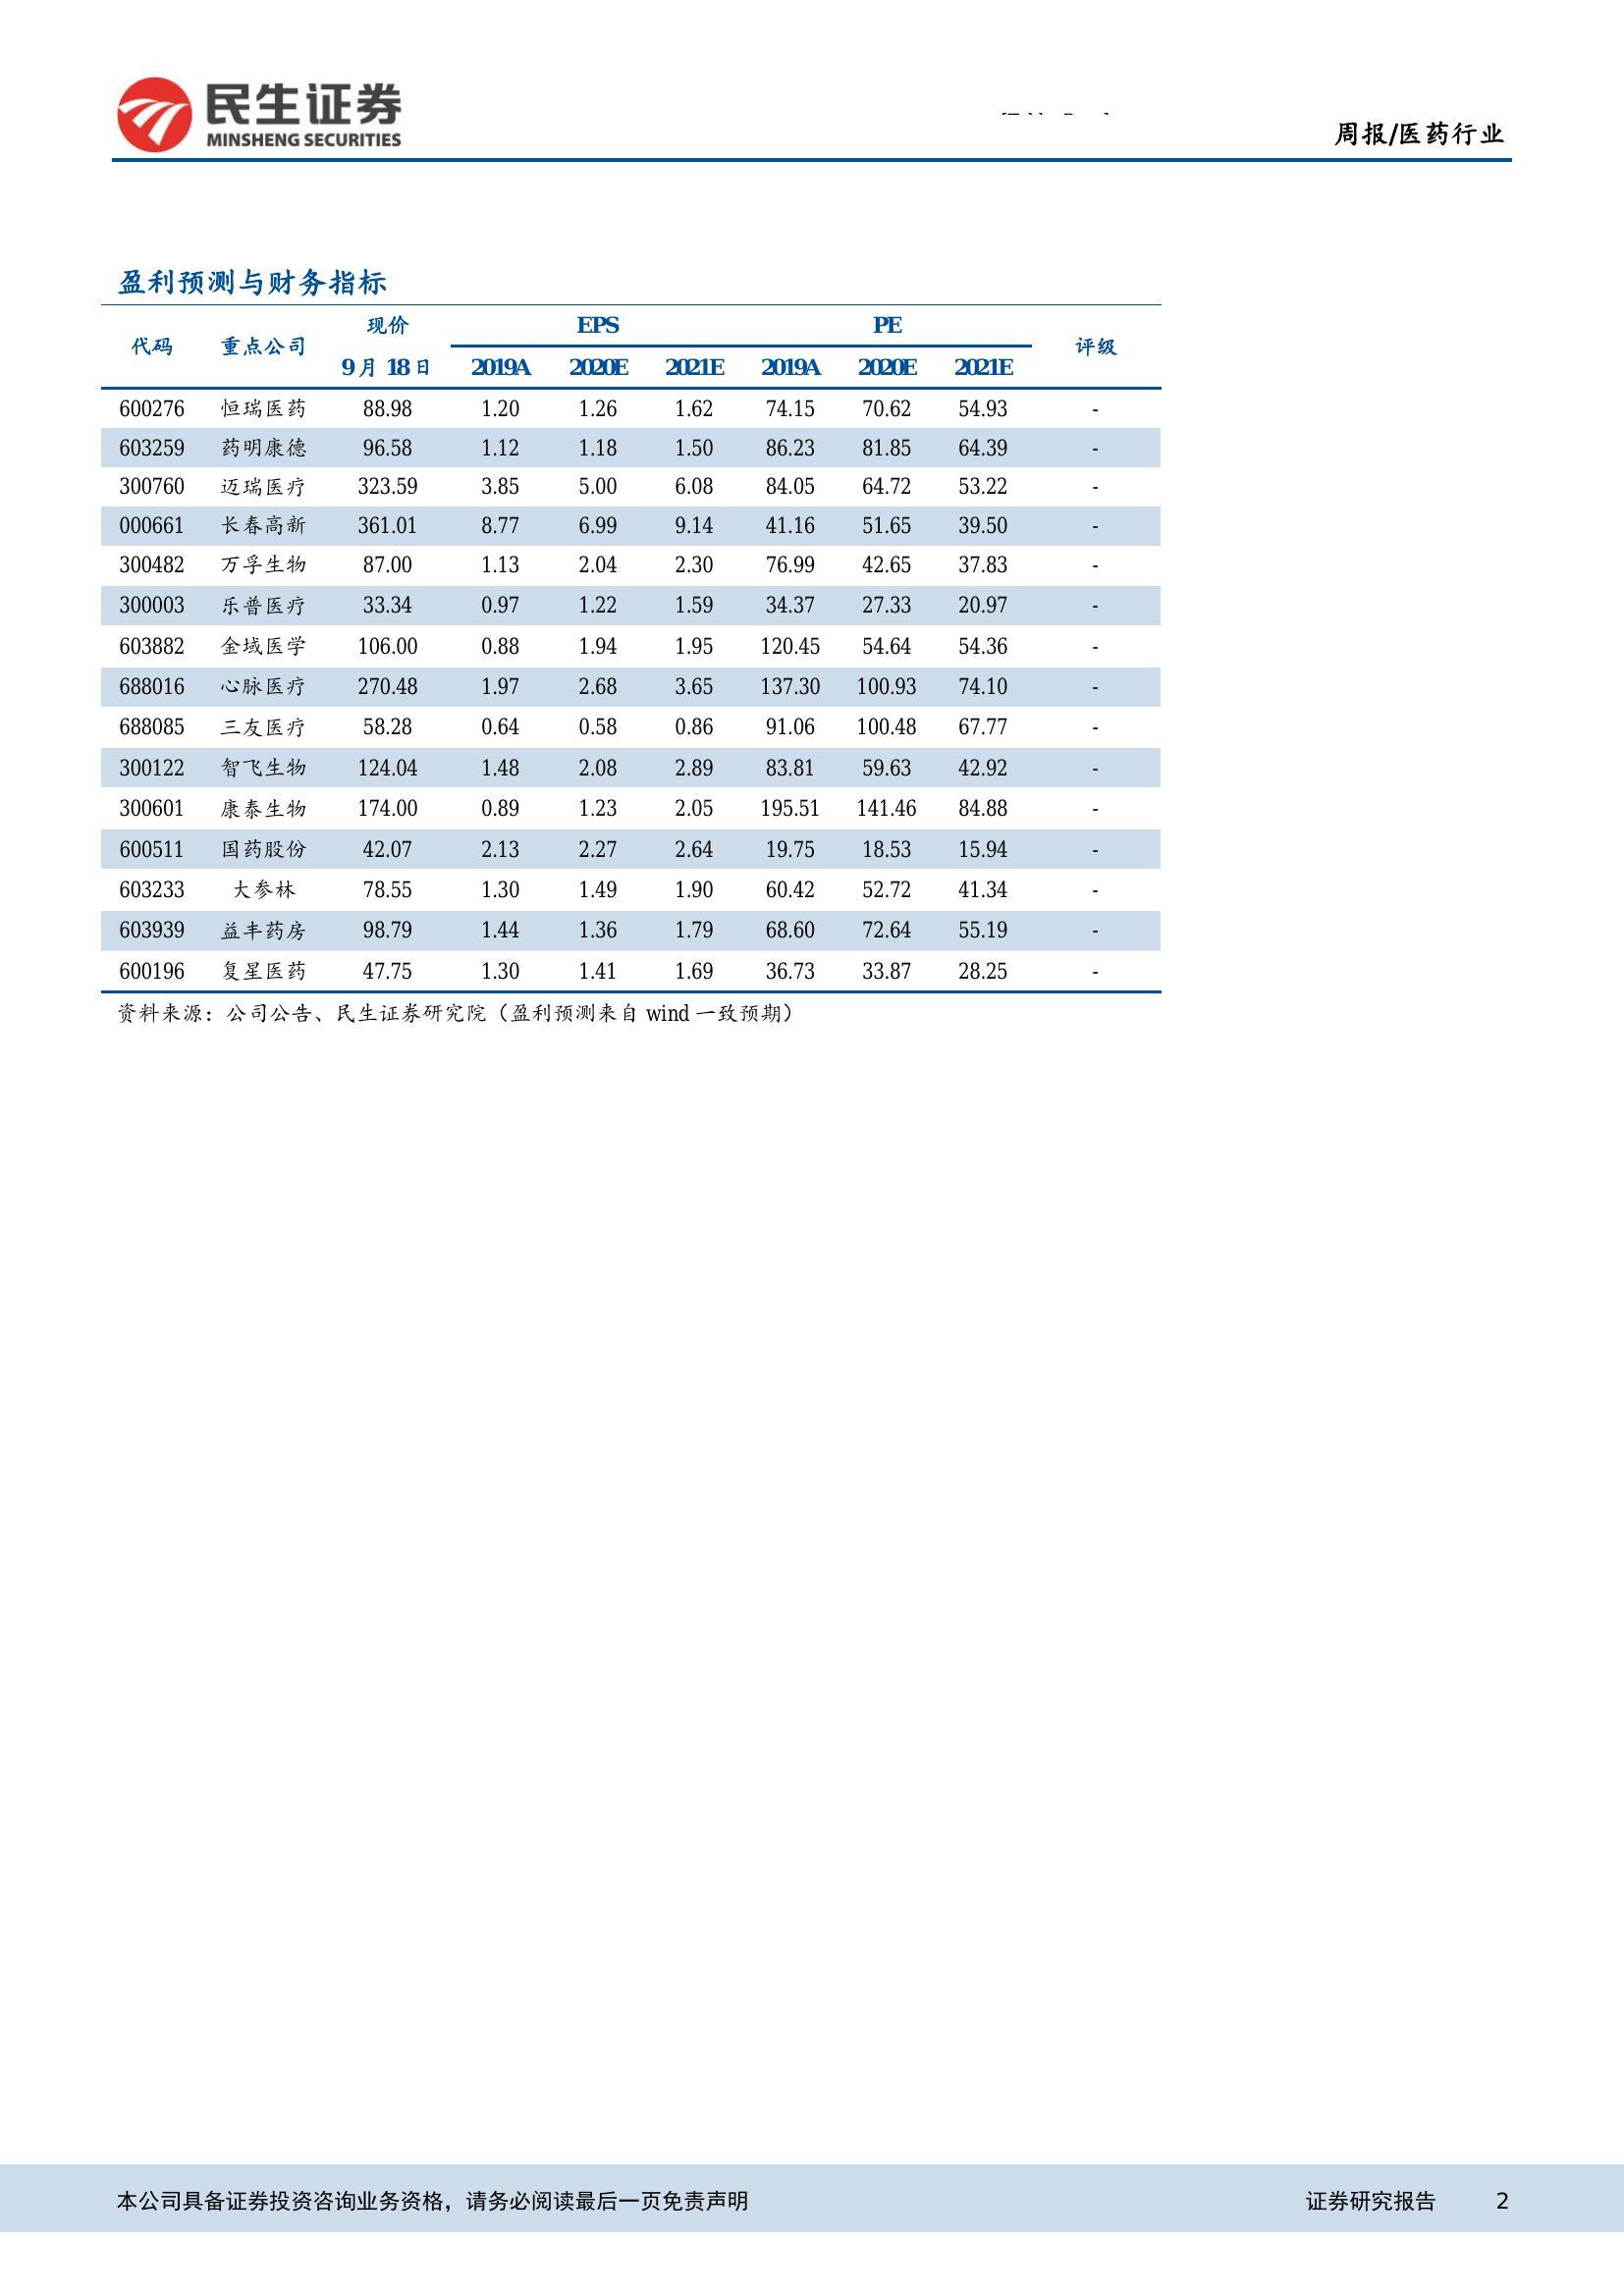 民生证券
MINSHENG SECURITIES
周报/医药行业
盈利预测与财务指标
代码 重点公司 现价 EPS PE 评级
9月18日 2019A 2020E 2021E 2019A 2020E 2021E
600276 恒瑞医药 88.98 1.20 1.26 1.62 74.15 70.62 54.93 -
603259 药明康德 96.58 1.12 1.18 1.50 86.23 81.85 64.39 -
300760 迈瑞医疗 323.59 3.85 5.00 6.08 84.05 64.72 53.22 -
000661 长春高新 361.01 8.77 6.99 9.14 41.16 51.65 39.50 -
300482 万孚生物 87.00 1.13 2.04 2.30 76.99 42.65 37.83 -
300003 乐普医疗 33.34 0.97 1.22 1.59 34.37 27.33 20.97 -
603882 金域医学 106.00 0.88 1.94 1.95 120.45 54.64 54.36 -
688016 心脉医疗 270.48 1.97 2.68 3.65 137.30 100.93 74.10 -
688085 三友医疗 58.28 0.64 0.58 0.86 91.06 100.48 67.77 -
300122 智飞生物 124.04 1.48 2.08 2.89 83.81 59.63 42.92 -
300601 康泰生物 174.00 0.89 1.23 2.05 195.51 141.46 84.88 -
600511 国药股份 42.07 2.13 2.27 2.64 19.75 18.53 15.94 -
603233 大参林 78.55 1.30 1.49 1.90 60.42 52.72 41.34 -
603939 益丰药房 98.79 1.44 1.36 1.79 68.60 72.64 55.19 -
600196 复星医药 47.75 1.30 1.41 1.69 36.73 33.87 28.25 -
资料来源：公司公告、民生证券研究院（盈利预测来自 wind 一致预期）
本公司具备证券投资咨询业务资格，请务必阅读最后一页免责声明 证券研究报告 2